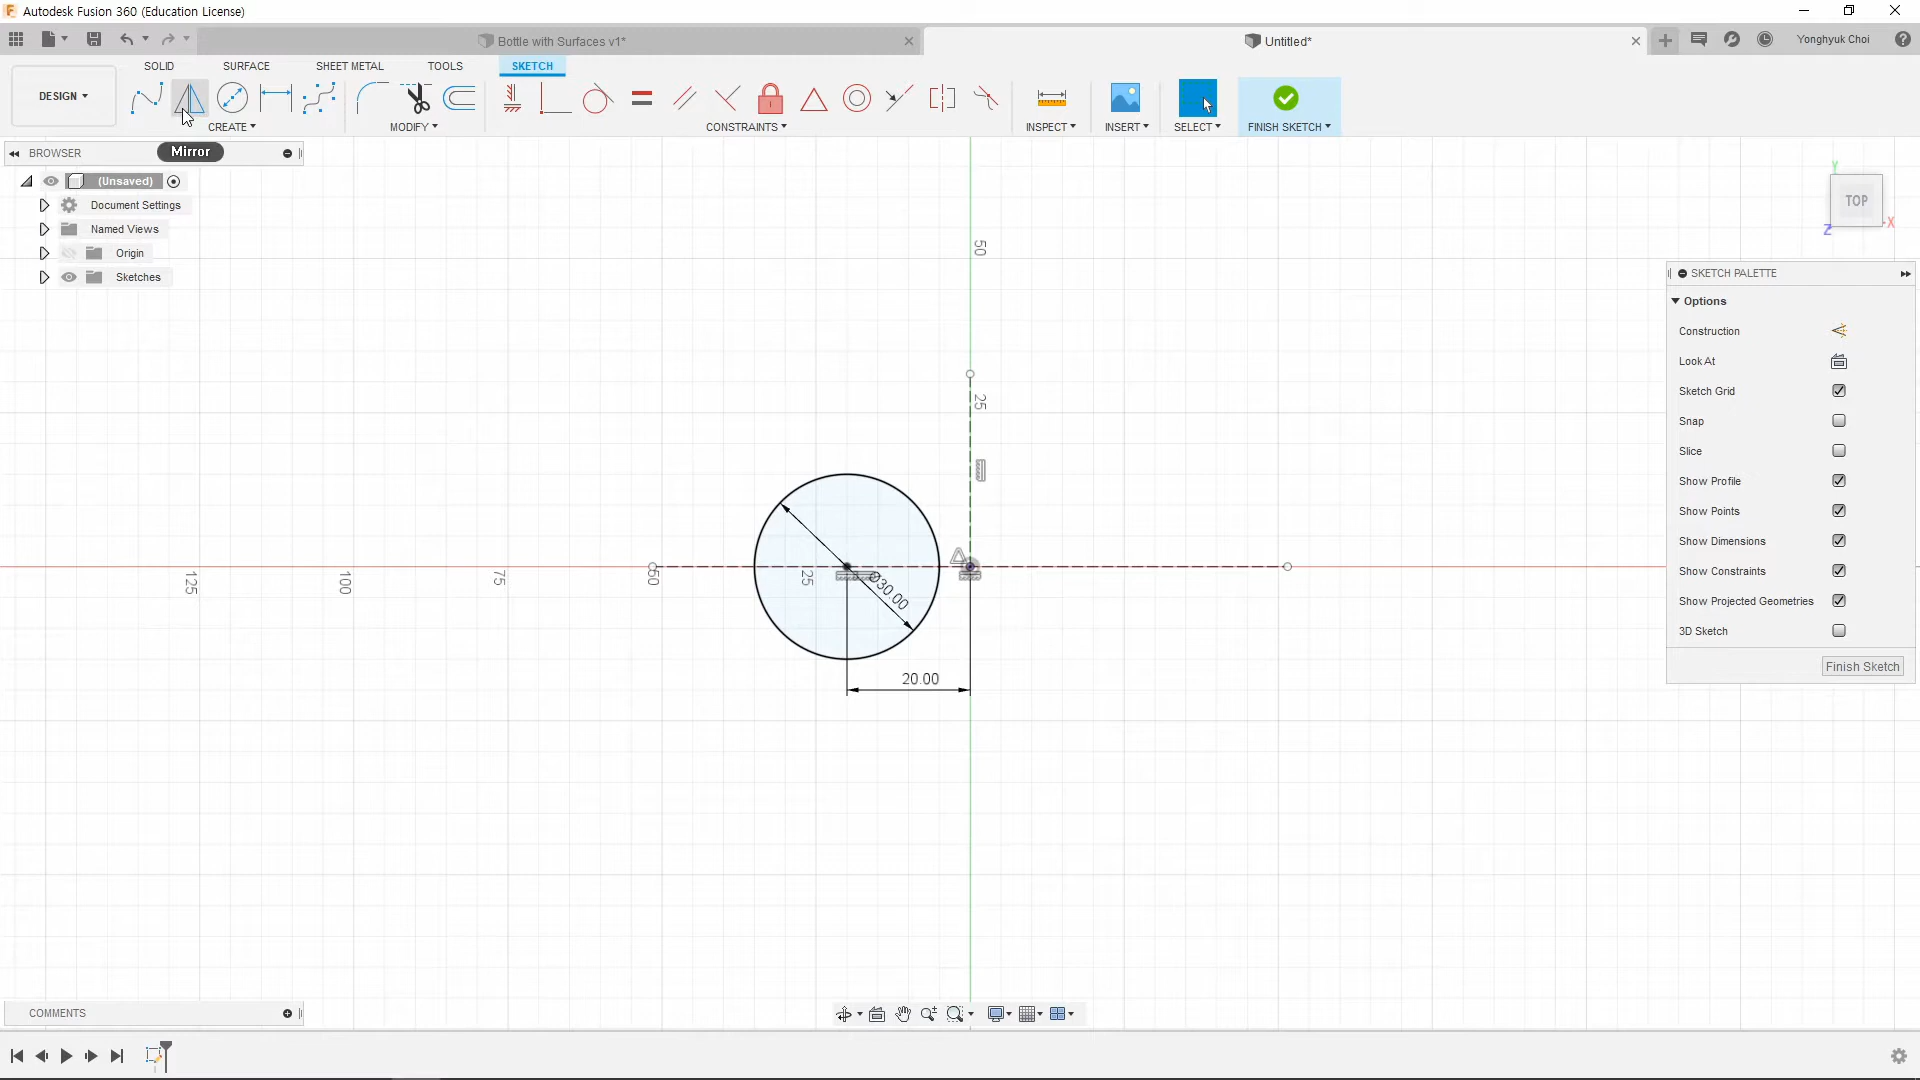 Autodesk Fusion 360 (Education License)
Bottle with Surfaces v1*
Untitled*
Yonghyuk Choi
SOLID
SURFACE
SHEET METAL
TOOLS
SKETCH
DESIGN
CREATE
MODIFY
CONSTRAINTS
INSPECT
INSERT
SELECT
FINISH SKETCH
BROWSER
Mirror
(Unsaved)
Document Settings
Named Views
Origin
Sketches
Y
TOP
X
Z
50
25
125
100
75
50
25
Ø30.00
20.00
SKETCH PALETTE
Options
Construction
Look At
Sketch Grid
Snap
Slice
Show Profile
Show Points
Show Dimensions
Show Constraints
Show Projected Geometries
3D Sketch
Finish Sketch
COMMENTS